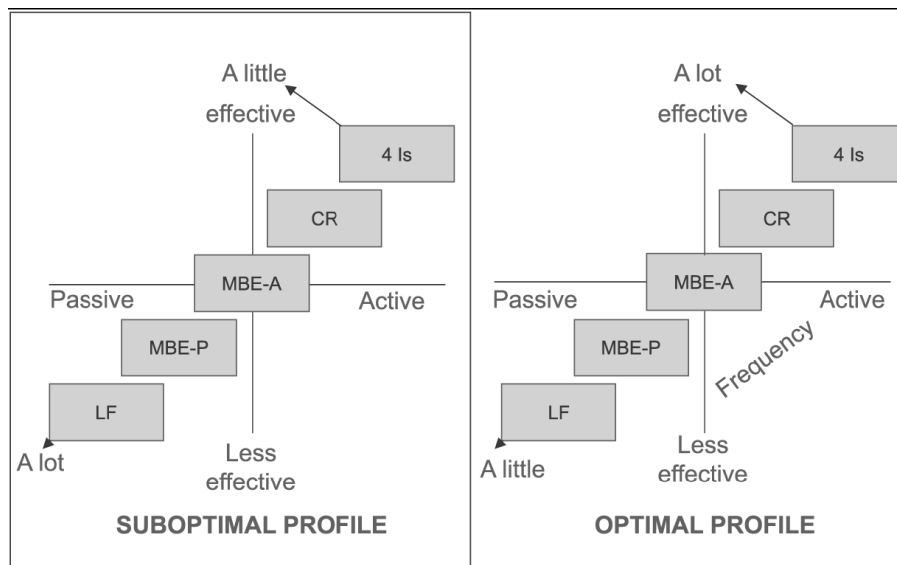 A little
effective
4 Is
CR
MBE-A
Passive
Active
MBE-P
LF
A lot
Less
effective
SUBOPTIMAL PROFILE
A lot
effective
4 Is
CR
MBE-A
Passive
Active
Frequency
MBE-P
LF
A little
Less
effective
OPTIMAL PROFILE